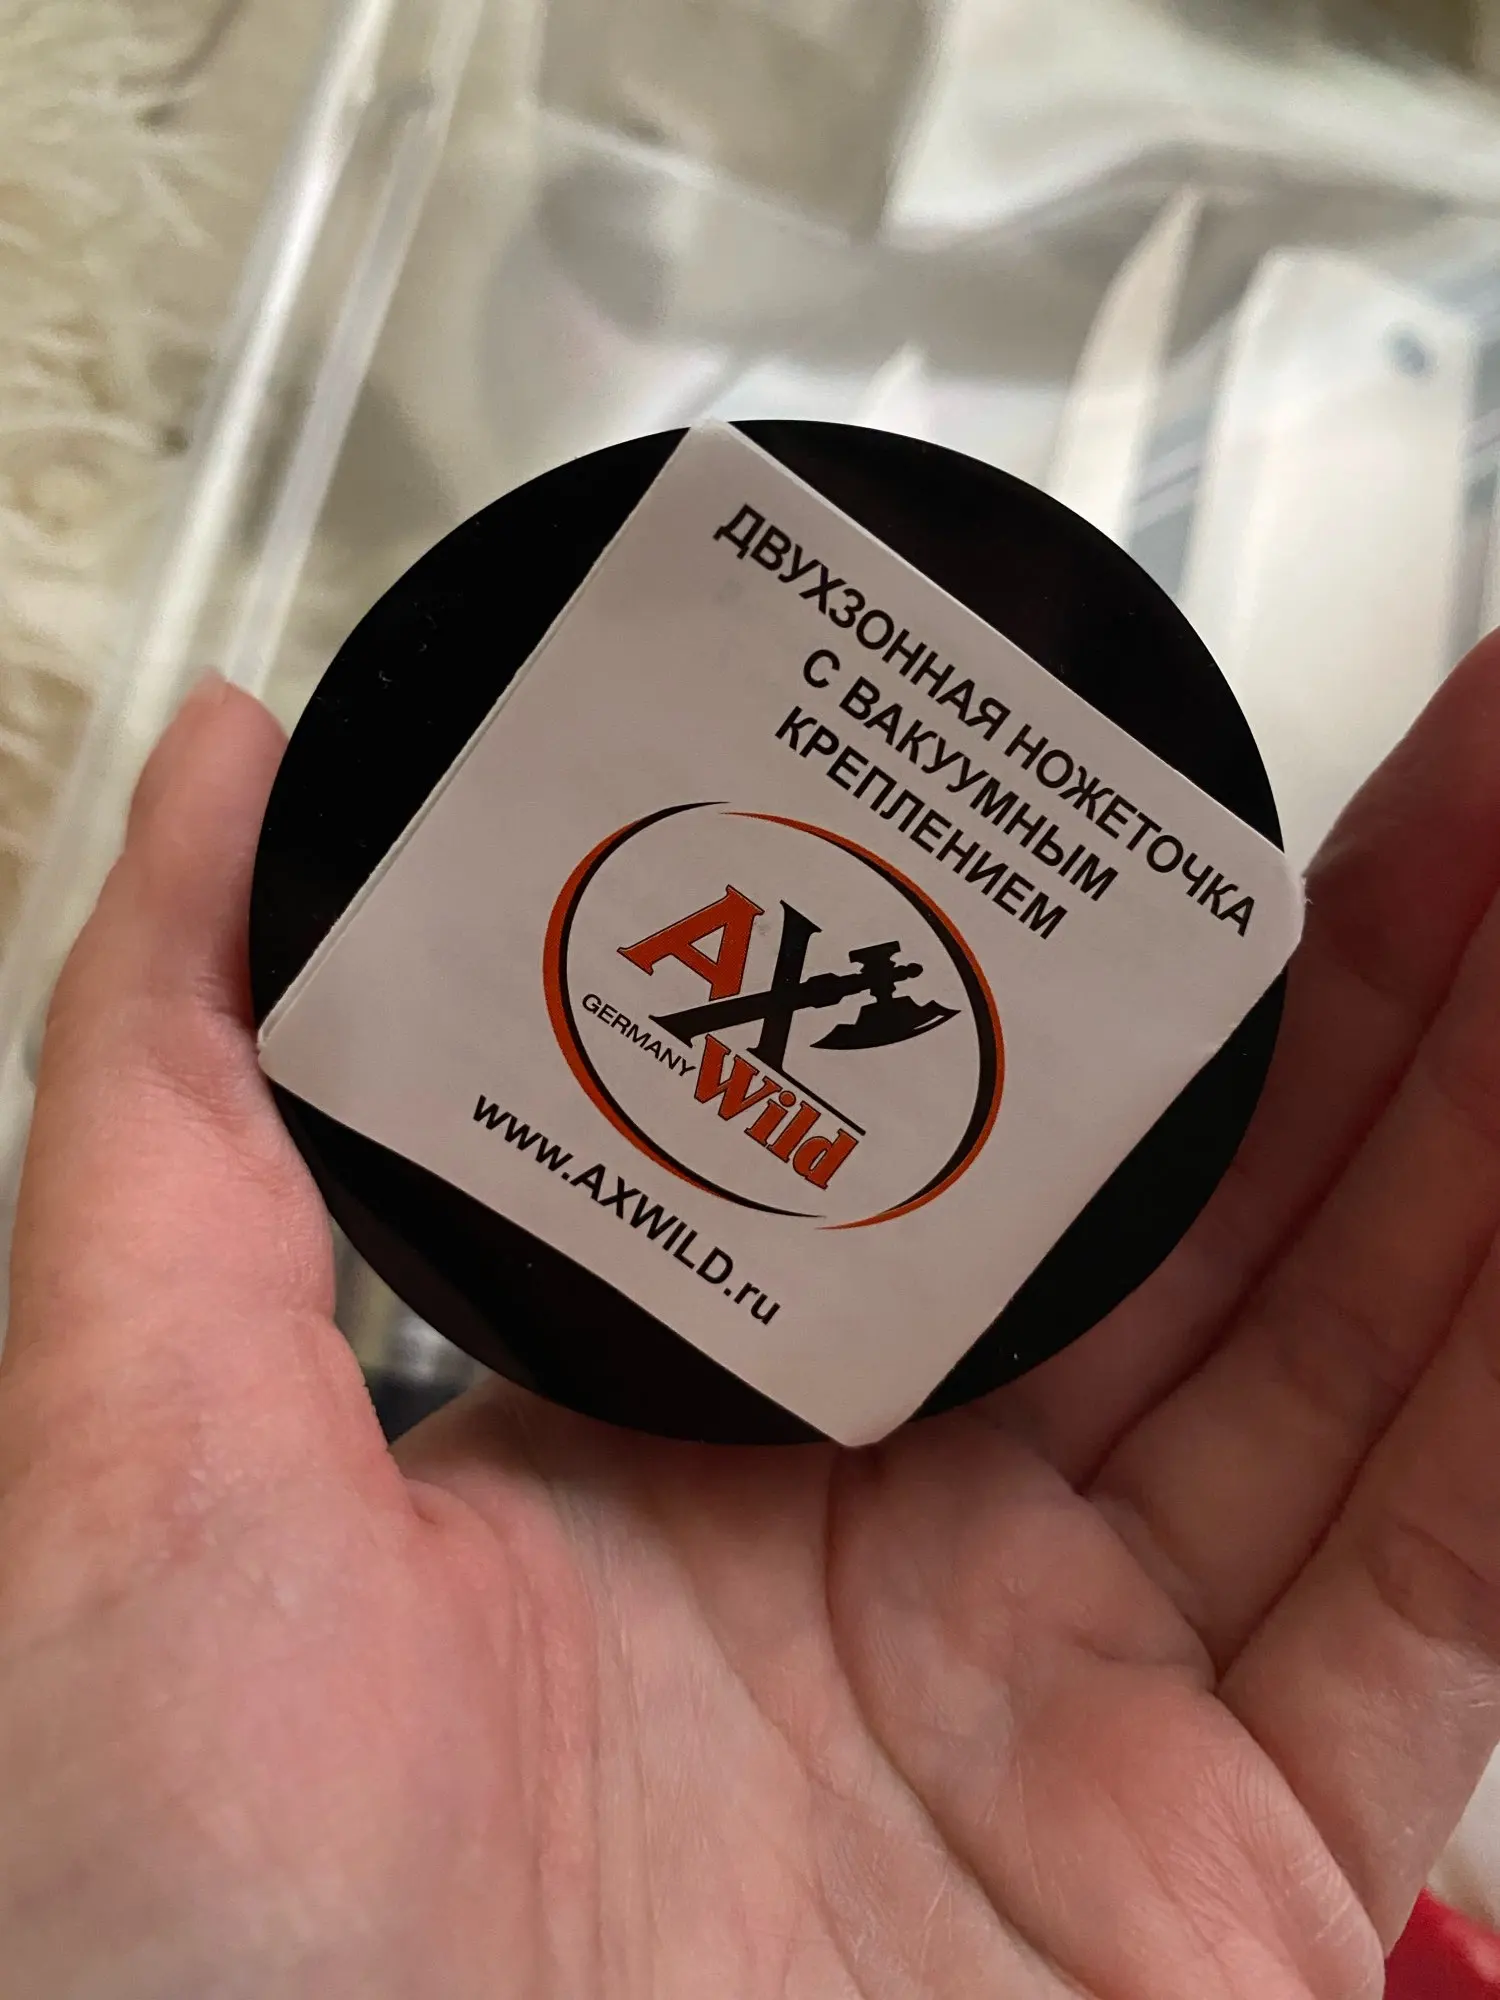 ДВУХЗОННАЯ НОЖЕТОЧКА
С ВАКУУМНЫМ
КРЕПЛЕНИЕМ
AX
GERMANY
Wild
www.AXWILD.ru